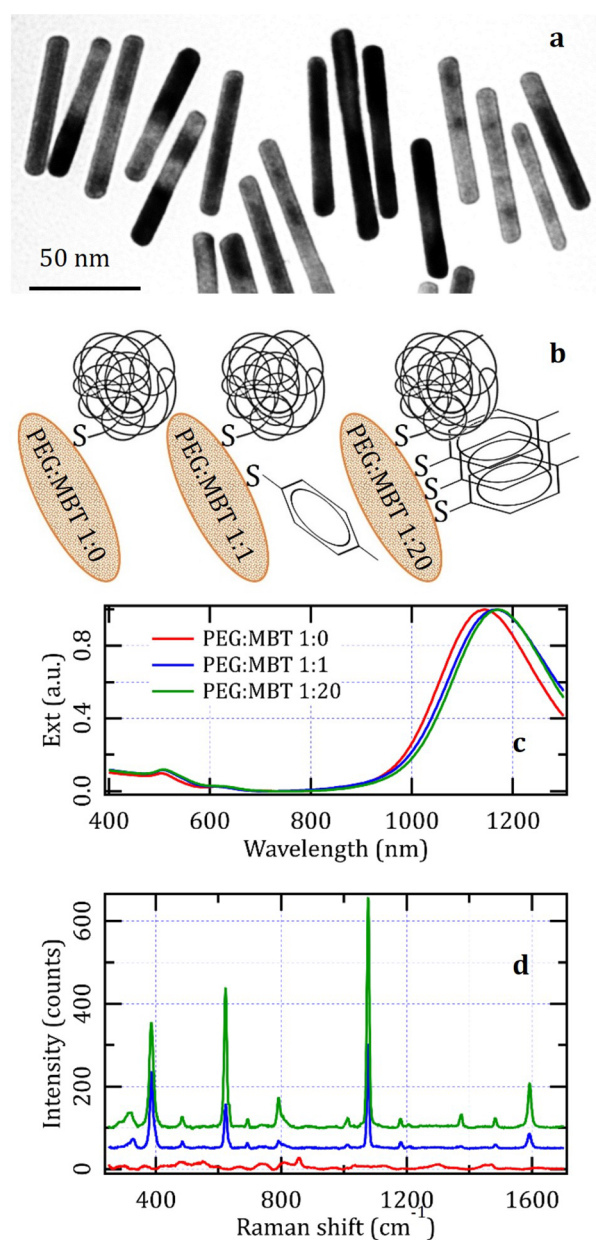 a
50 nm
b
S
S
S
S
S
S
S
PEG:MBT 1:0
PEG:MBT 1:1
PEG:MBT 1:20
0.8
0.4
0.0
Ext (a.u.)
PEG:MBT 1:0
PEG:MBT 1:1
PEG:MBT 1:20
c
400 600 800 1000 1200
Wavelength (nm)
600
400
200
0
Intensity (counts)
d
400 800 1200 1600
Raman shift (cm-1)